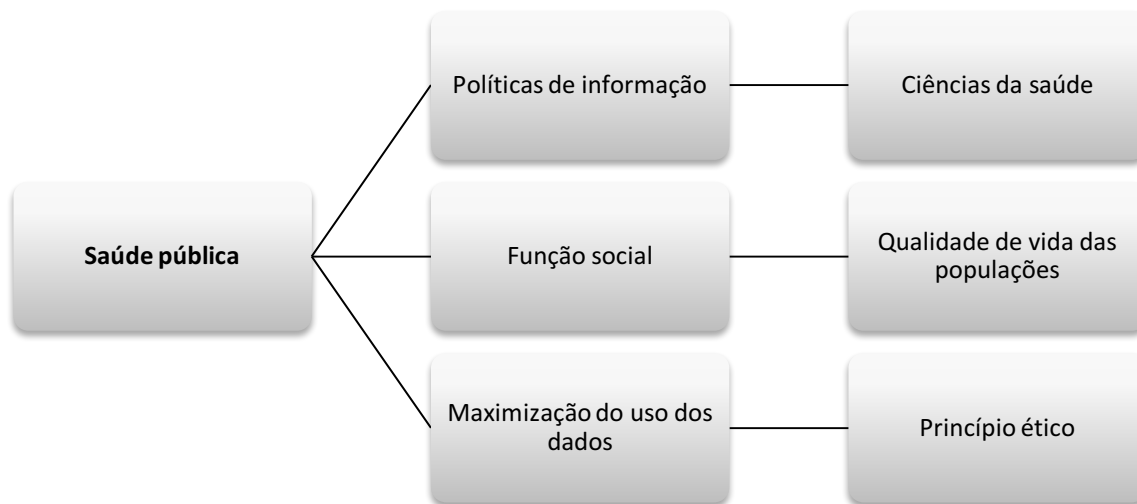 Políticas de informação
Ciências da saúde
Saúde pública
Função social
Qualidade de vida das
populações
Maximização do uso dos
dados
Princípio ético